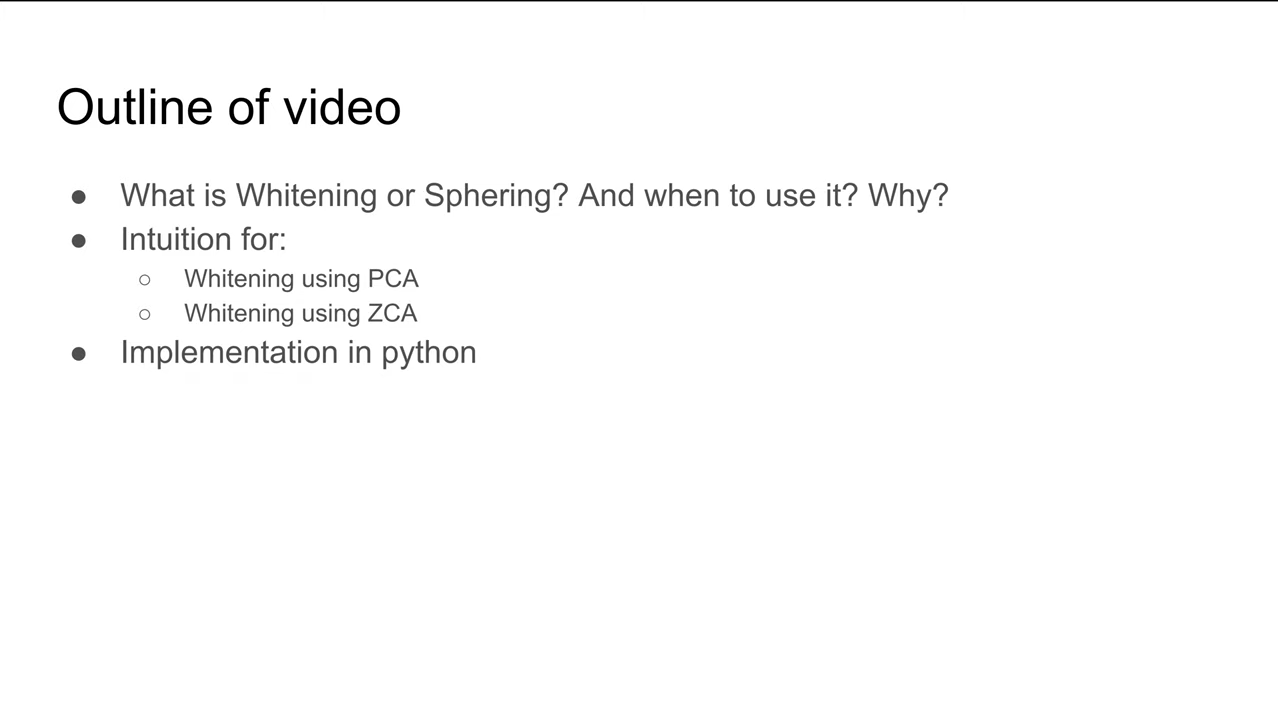 Outline of video
● What is Whitening or Sphering? And when to use it? Why?
● Intuition for:
○ Whitening using PCA
○ Whitening using ZCA
● Implementation in python